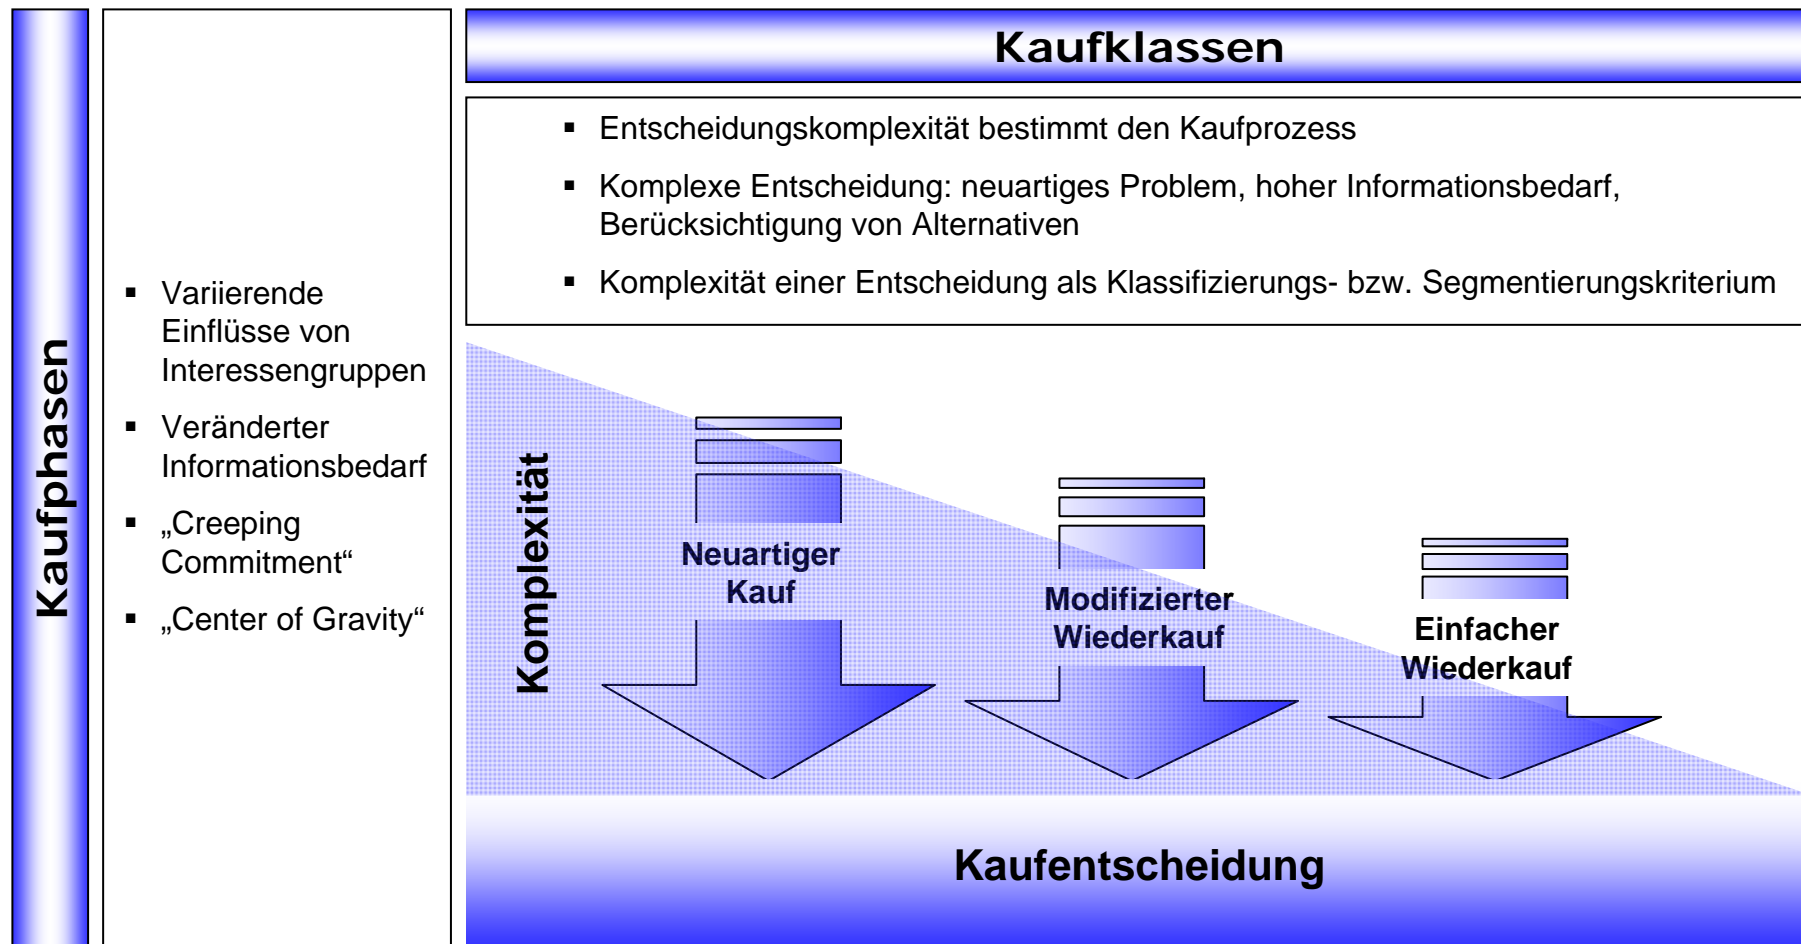 Kaufklassen
▪ Entscheidungskomplexität bestimmt den Kaufprozess
▪ Komplexe Entscheidung: neuartiges Problem, hoher Informationsbedarf,
Berücksichtigung von Alternativen
▪ Komplexität einer Entscheidung als Klassifizierungs- bzw. Segmentierungskriterium
Kaufphasen
▪ Variierende
Einflüsse von
Interessengruppen
▪ Veränderter
Informationsbedarf
▪ „Creeping
Commitment“
▪ „Center of Gravity“
Komplexität
Neuartiger
Kauf
Modifizierter
Wiederkauf
Einfacher
Wiederkauf
Kaufentscheidung